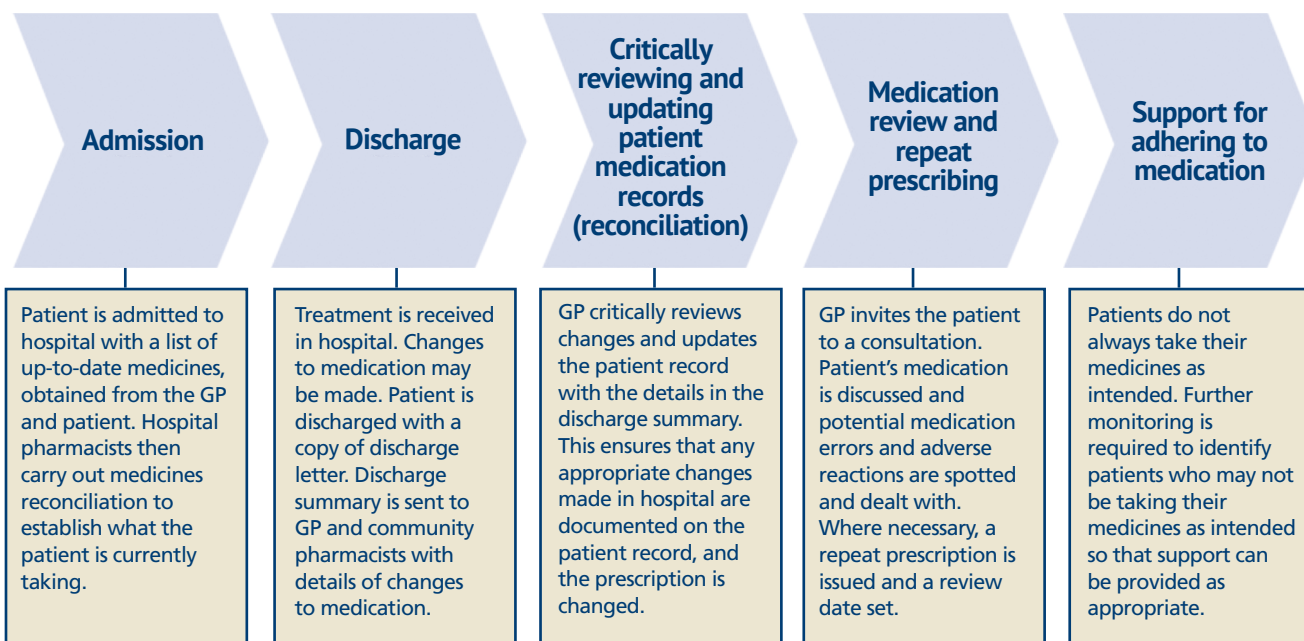 Admission
Discharge
Critically
reviewing and
updating
patient
medication
records
(reconciliation)
Medication
review and
repeat
prescribing
Support for
adhering to
medication
Patient is admitted to
hospital with a list of
up-to-date medicines,
obtained from the GP
and patient. Hospital
pharmacists then
carry out medicines
reconciliation to
establish what the
patient is currently
taking.
Treatment is received
in hospital. Changes
to medication may
be made. Patient is
discharged with a
copy of discharge
letter. Discharge
summary is sent to
GP and community
pharmacists with
details of changes
to medication.
GP critically reviews
changes and updates
the patient record
with the details in the
discharge summary.
This ensures that any
appropriate changes
made in hospital are
documented on the
patient record, and
the prescription is
changed.
GP invites the patient
to a consultation.
Patient’s medication
is discussed and
potential medication
errors and adverse
reactions are spotted
and dealt with.
Where necessary, a
repeat prescription is
issued and a review
date set.
Patients do not
always take their
medicines as
intended. Further
monitoring is
required to identify
patients who may not
be taking their
medicines as intended
so that support can
be provided as
appropriate.